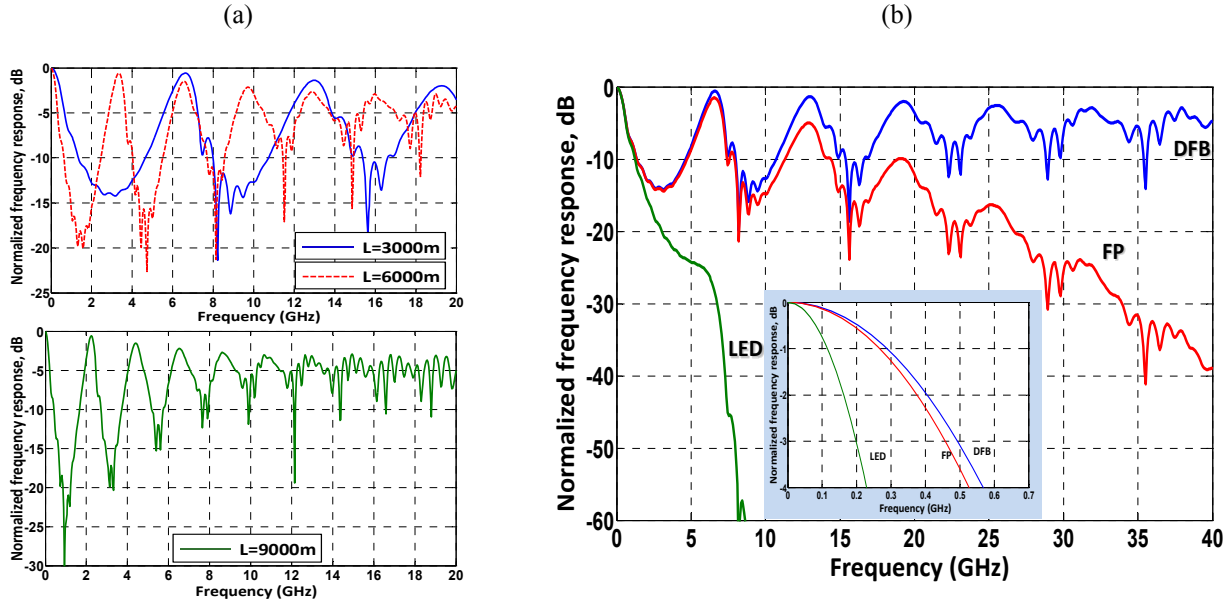 (a)
(b)
Normalized frequency response, dB
0
-5
-10
-15
-20
-25
0 2 4 6 8 10 12 14 16 18 20
Frequency (GHz)
L=3000m
L=6000m
Normalized frequency response, dB
0
-5
-10
-15
-20
-25
-30
0 2 4 6 8 10 12 14 16 18 20
Frequency (GHz)
L=9000m
Normalized frequency response, dB
0
-10
-20
-30
-40
-50
-60
0 5 10 15 20 25 30 35 40
Frequency (GHz)
DFB
FP
LED
Normalized frequency response, dB
0
-1
-2
-3
-4
0 0.1 0.2 0.3 0.4 0.5 0.6 0.7
Frequency (GHz)
LED
FP
DFB